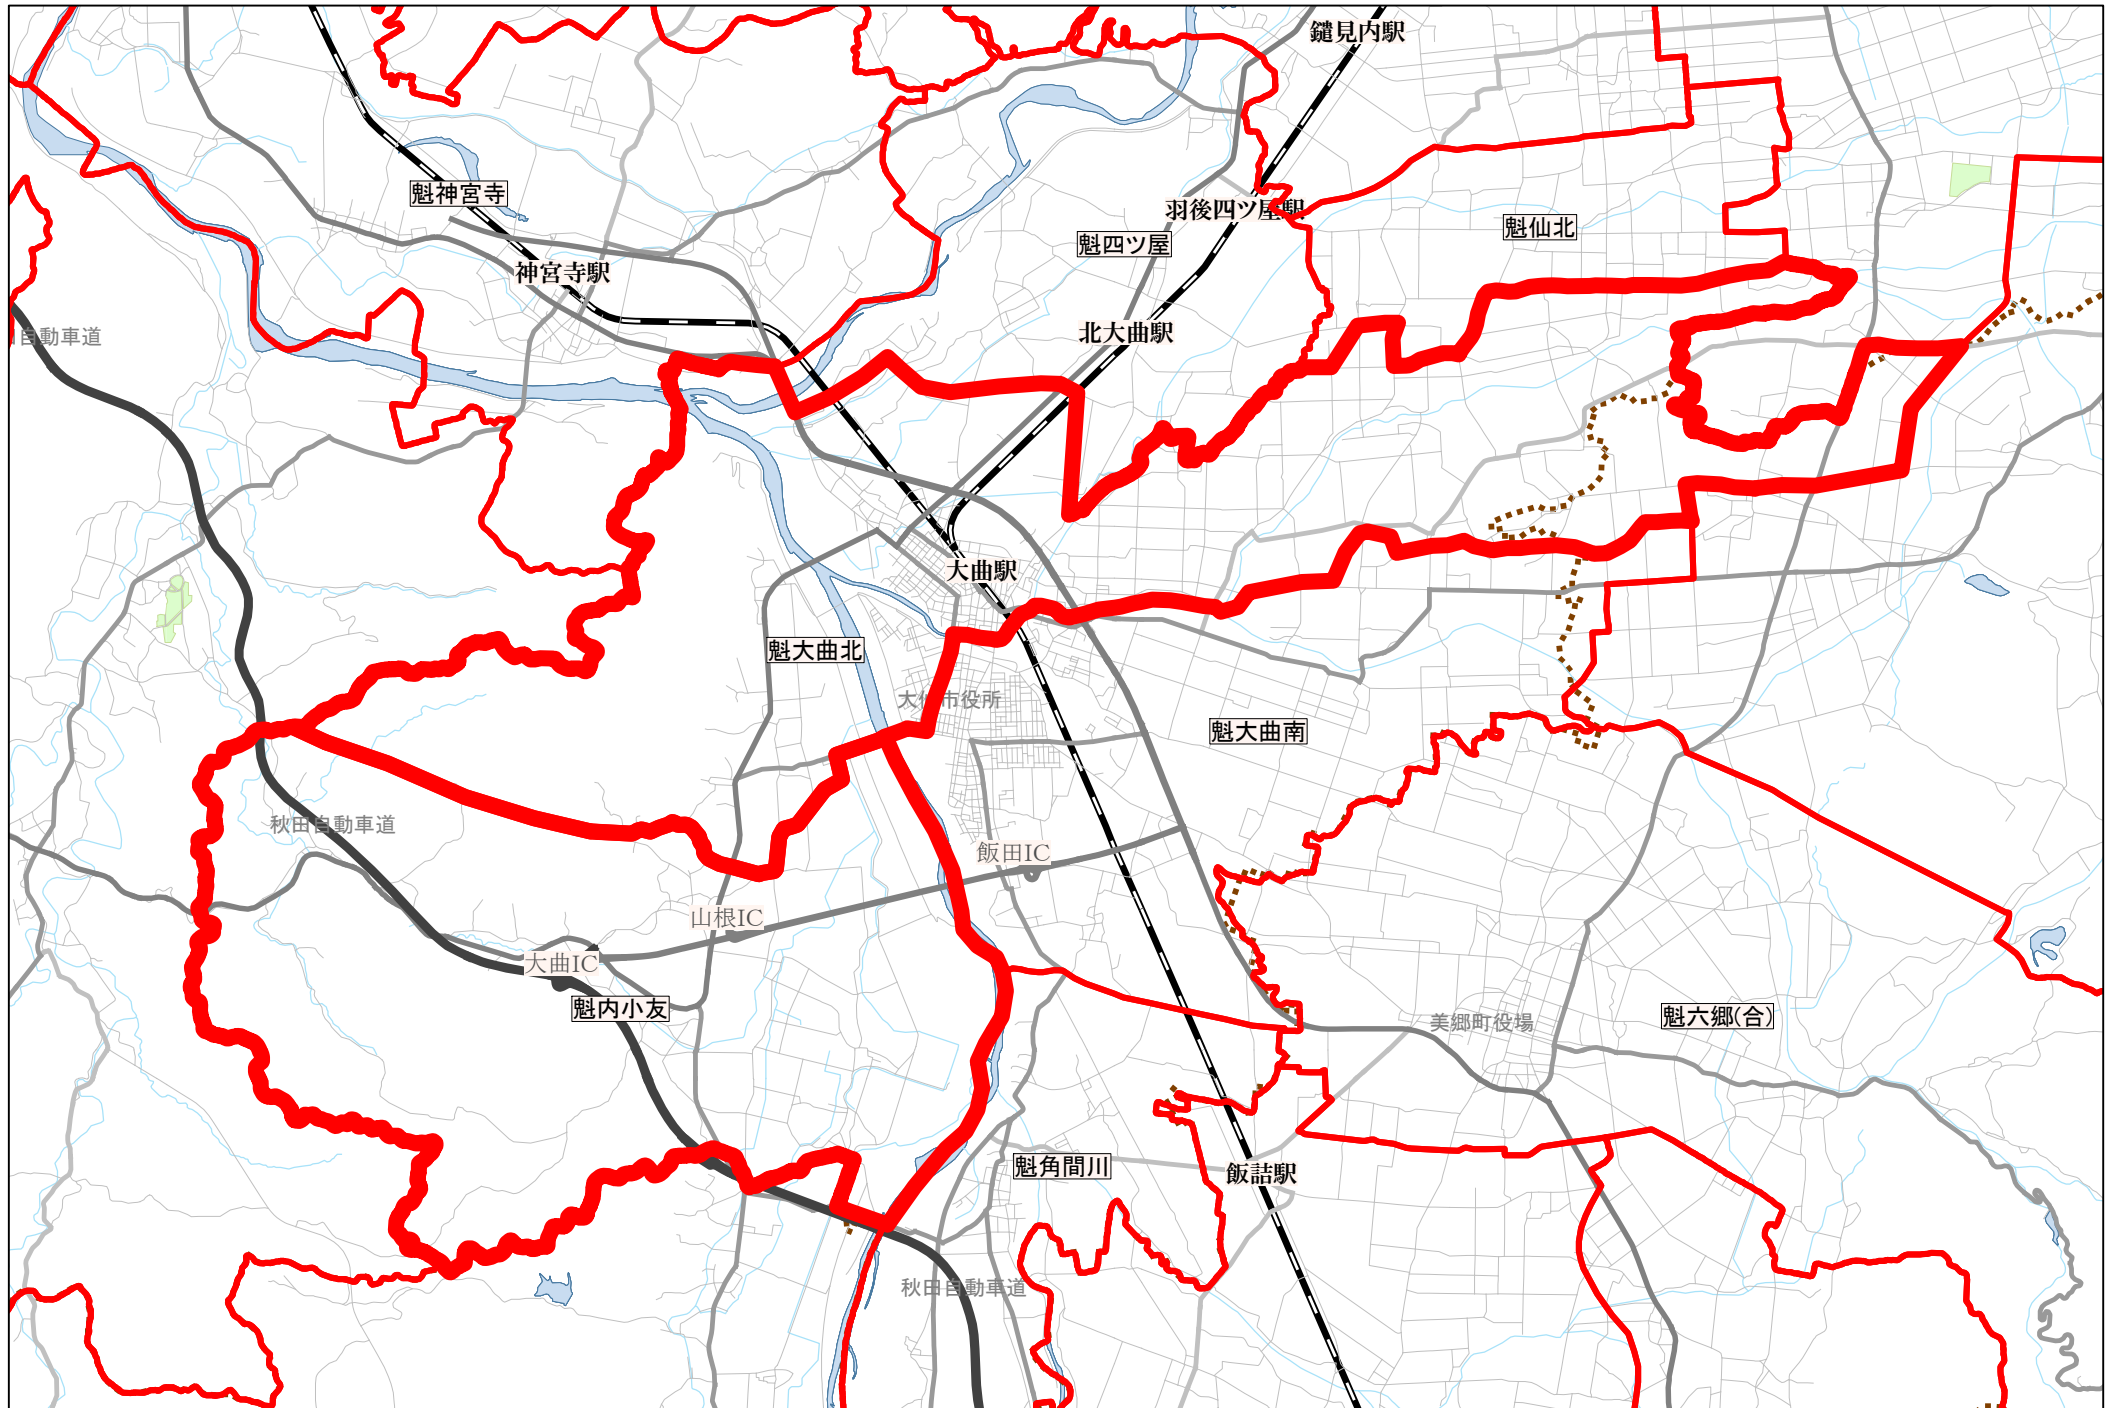 鑓見内駅
魁神宮寺
羽後四ツ屋駅
魁仙北
魁四ツ屋
神宮寺駅
北大曲駅
自動車道
大曲駅
魁大曲北
大仙市役所
魁大曲南
秋田自動車道
飯田IC
山根IC
大曲IC
魁内小友
魁六郷(合)
美郷町役場
魁角間川
飯詰駅
秋田自動車道